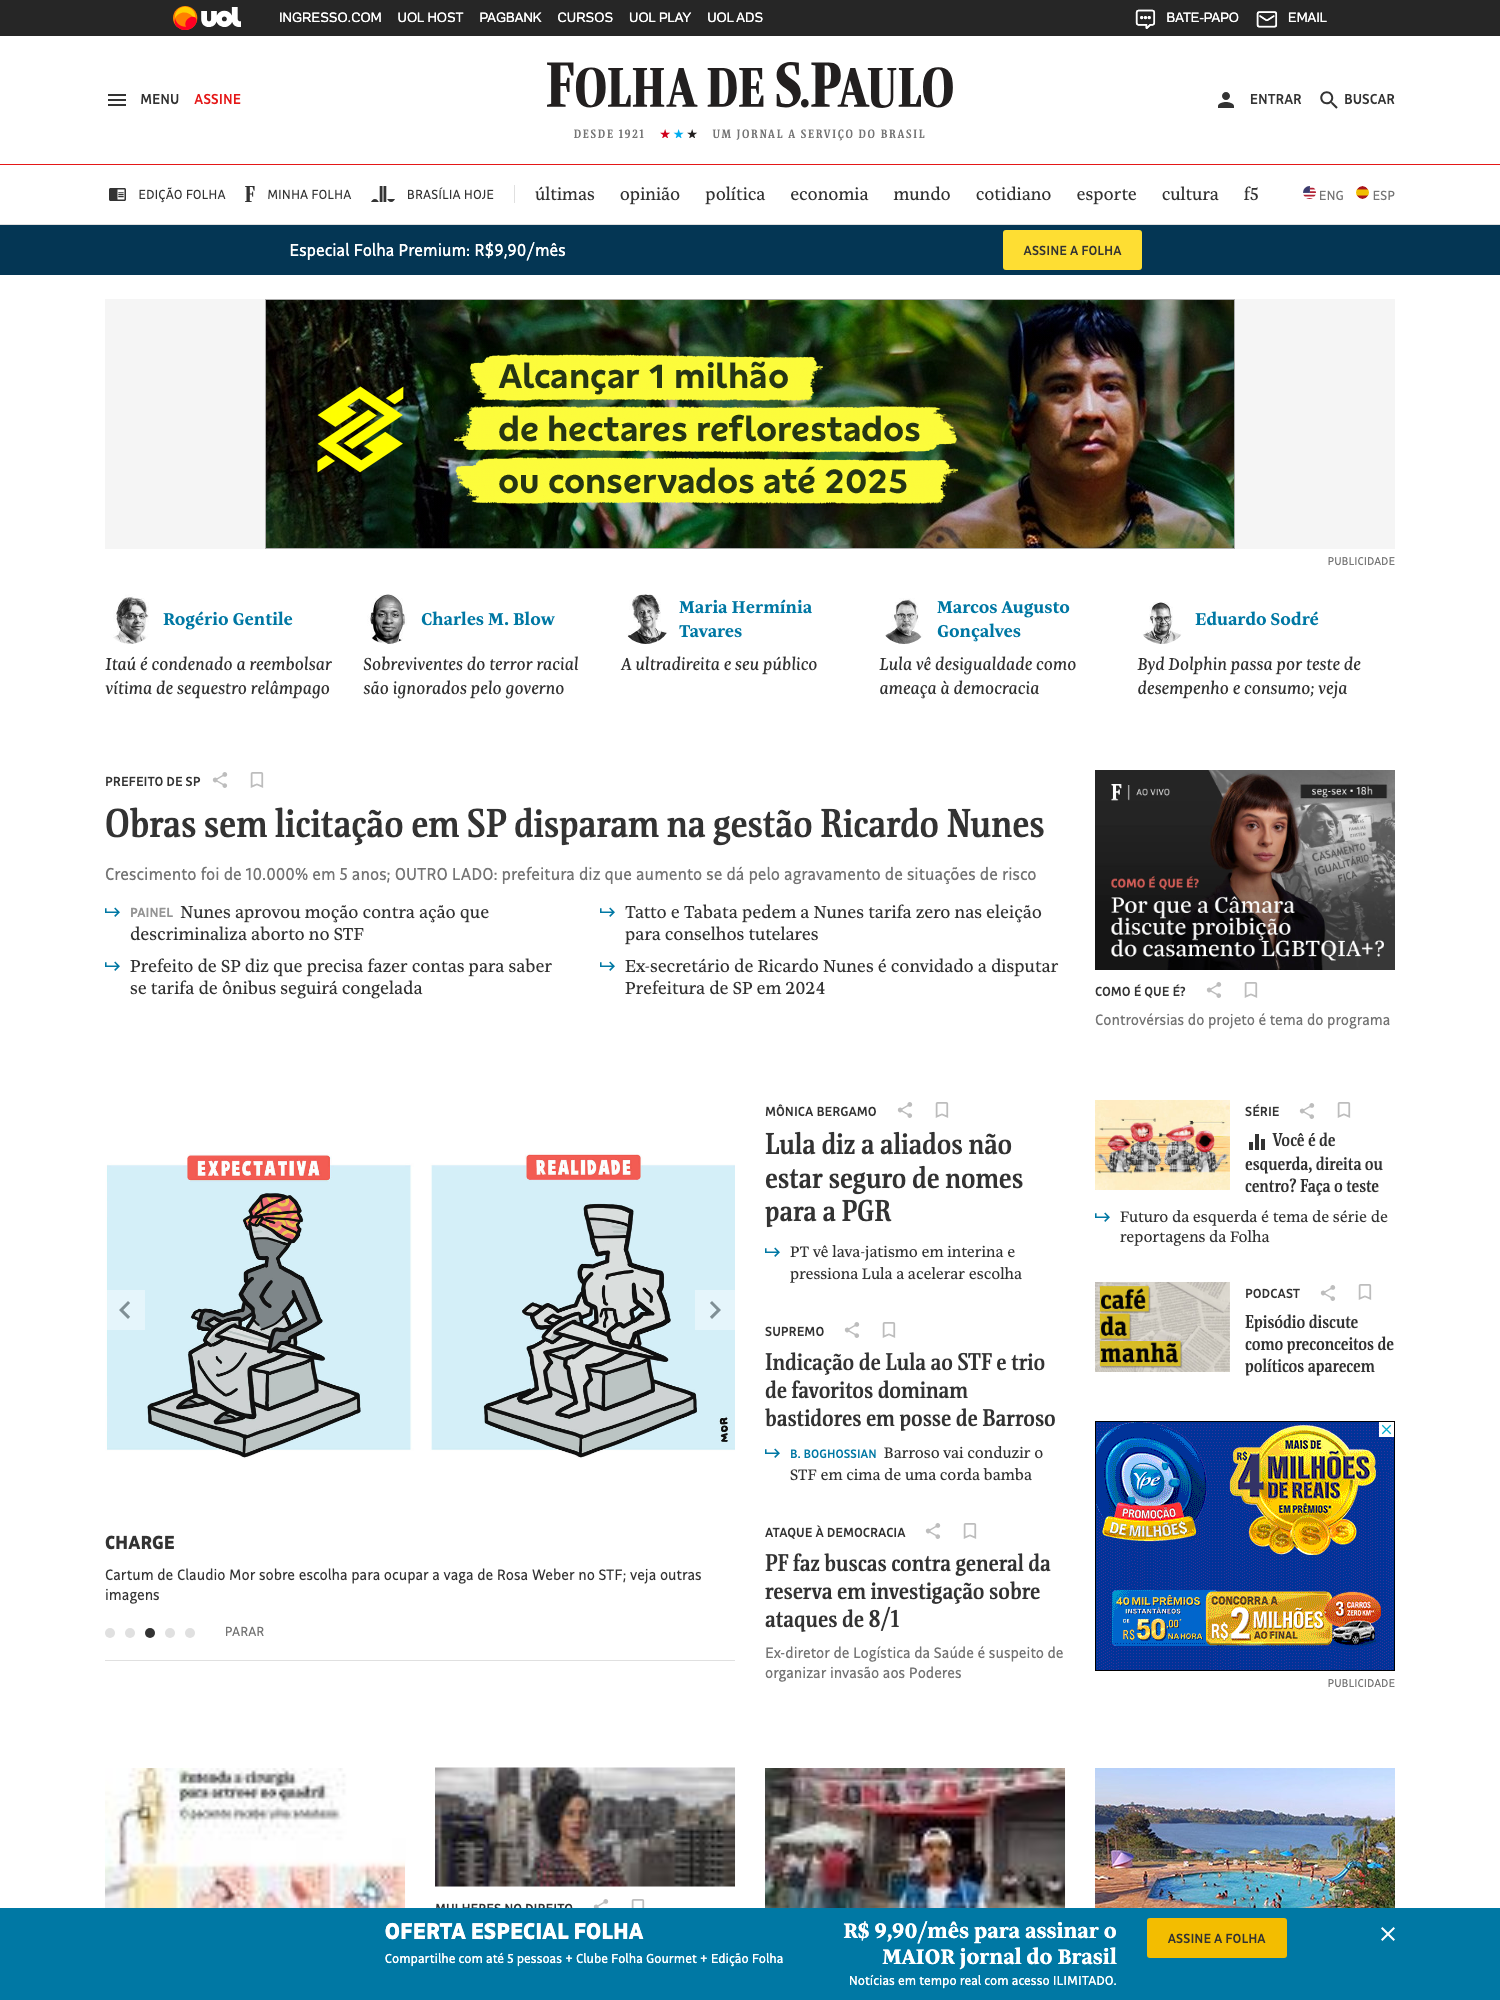 uol
INGRESSO.COM UOL HOST PAGBANK CURSOS UOL PLAY UOL ADS
BATE-PAPO EMAIL
MENU ASSINE
FOLHA DE S.PAULO
DESDE 1921 ★★★ UM JORNAL A SERVIÇO DO BRASIL
ENTRAR BUSCAR
EDIÇÃO FOLHA MINHA FOLHA BRASÍLIA HOJE
últimas opinião política economia mundo cotidiano esporte cultura f5
ENG ESP
Especial Folha Premium: R$9,90/mês
ASSINE A FOLHA
Alcançar 1 milhão
de hectares reflorestados
ou conservados até 2025
PUBLICIDADE
Rogério Gentile
Itaú é condenado a reembolsar
vítima de sequestro relâmpago
Charles M. Blow
Sobreviventes do terror racial
são ignorados pelo governo
Maria Hermínia
Tavares
A ultradireita e seu público
Marcos Augusto
Gonçalves
Lula vê desigualdade como
ameaça à democracia
Eduardo Sodré
Byd Dolphin passa por teste de
desempenho e consumo; veja
PREFEITO DE SP
Obras sem licitação em SP disparam na gestão Ricardo Nunes
Crescimento foi de 10.000% em 5 anos; OUTRO LADO: prefeitura diz que aumento se dá pelo agravamento de situações de risco
PAINEL Nunes aprovou moção contra ação que
descriminaliza aborto no STF
Prefeito de SP diz que precisa fazer contas para saber
se tarifa de ônibus seguirá congelada
Tatto e Tabata pedem a Nunes tarifa zero nas eleição
para conselhos tutelares
Ex-secretário de Ricardo Nunes é convidado a disputar
Prefeitura de SP em 2024
F | AO VIVO
seg-sex • 18h
CASAMENTO
IGUALITÁRIO
FICA
COMO É QUE É?
Por que a Câmara
discute proibição
do casamento LGBTQIA+?
COMO É QUE É?
Controvérsias do projeto é tema do programa
EXPECTATIVA
REALIDADE
MOR
CHARGE
Cartum de Claudio Mor sobre escolha para ocupar a vaga de Rosa Weber no STF; veja outras
imagens
PARAR
MÔNICA BERGAMO
Lula diz a aliados não
estar seguro de nomes
para a PGR
PT vê lava-jatismo em interina e
pressiona Lula a acelerar escolha
SUPREMO
Indicação de Lula ao STF e trio
de favoritos dominam
bastidores em posse de Barroso
B. BOGHOSSIAN Barroso vai conduzir o
STF em cima de uma corda bamba
ATAQUE À DEMOCRACIA
PF faz buscas contra general da
reserva em investigação sobre
ataques de 8/1
Ex-diretor de Logística da Saúde é suspeito de
organizar invasão aos Poderes
SÉRIE
Você é de
esquerda, direita ou
centro? Faça o teste
Futuro da esquerda é tema de série de
reportagens da Folha
café
da
manhã
PODCAST
Episódio discute
como preconceitos de
políticos aparecem
Ypê
PROMOÇÃO
DE MILHÕES
MAIS DE
R$ 4 MILHÕES
DE REAIS
EM PRÊMIOS*
40 MIL PRÊMIOS
INSTANTÂNEOS
DE
R$ 50,00*
NA HORA
CONCORRA A
R$ 2 MILHÕES
AO FINAL
3 CARROS
ZERO KM**
PUBLICIDADE
Entenda a cirurgia
para artrose no quadril
MULHERES NO DIREITO
OFERTA ESPECIAL FOLHA
Compartilhe com até 5 pessoas + Clube Folha Gourmet + Edição Folha
R$ 9,90/mês para assinar o
MAIOR jornal do Brasil
Notícias em tempo real com acesso ILIMITADO.
ASSINE A FOLHA